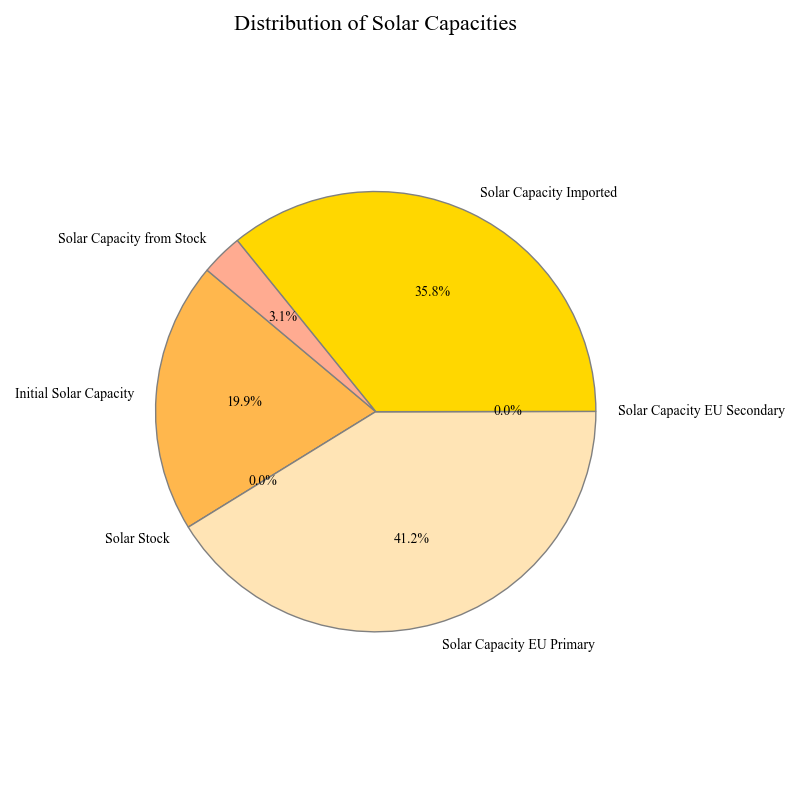 Distribution of Solar Capacities
Solar Capacity Imported
Solar Capacity from Stock
35.8%
3.1%
Initial Solar Capacity
19.9%
0.0%
Solar Capacity EU Secondary
0.0%
Solar Stock
41.2%
Solar Capacity EU Primary